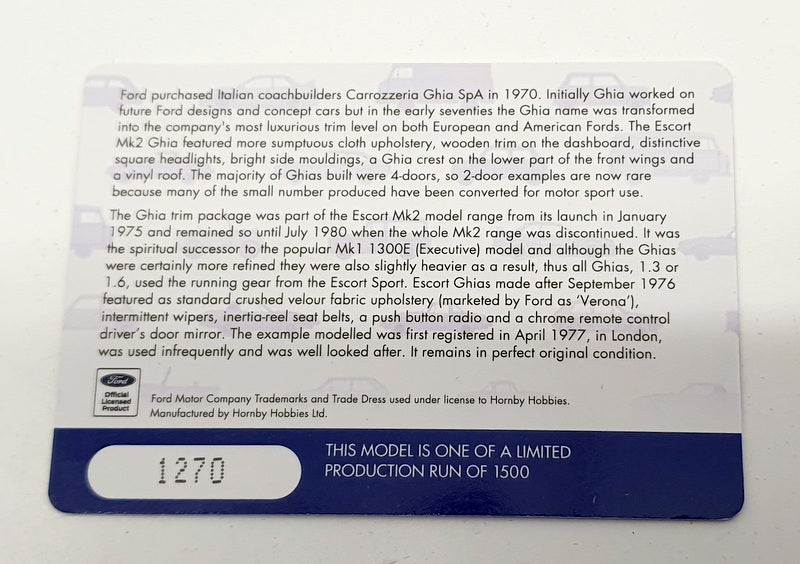 Ford purchased Italian coachbuilders Carrozzeria Ghia SpA in 1970. Initially Ghia worked on
future Ford designs and concept cars but in the early seventies the Ghia name was transformed
into the company's most luxurious trim level on both European and American Fords. The Escort
Mk2 Ghia featured more sumptuous cloth upholstery, wooden trim on the dashboard, distinctive
square headlights, bright side mouldings, a Ghia crest on the lower part of the front wings and
a vinyl roof. The majority of Ghias built were 4-doors, so 2-door examples are now rare
because many of the small number produced have been converted for motor sport use.
The Ghia trim package was part of the Escort Mk2 model range from its launch in January
1975 and remained so until July 1980 when the whole Mk2 range was discontinued. It was
the spiritual successor to the popular Mk1 1300E (Executive) model and although the Ghias
were certainly more refined they were also slightly heavier as a result, thus all Ghias, 1.3 or
1.6, used the running gear from the Escort Sport. Escort Ghias made after September 1976
featured as standard crushed velour fabric upholstery (marketed by Ford as ‘Verona’),
intermittent wipers, inertia-reel seat belts, a push button radio and a chrome remote control
driver’s door mirror. The example modelled was first registered in April 1977, in London,
was used infrequently and was well looked after. It remains in perfect original condition.
Ford
Official
Licensed
Product
Ford Motor Company Trademarks and Trade Dress used under license to Hornby Hobbies.
Manufactured by Hornby Hobbies Ltd.
1270
THIS MODEL IS ONE OF A LIMITED
PRODUCTION RUN OF 1500